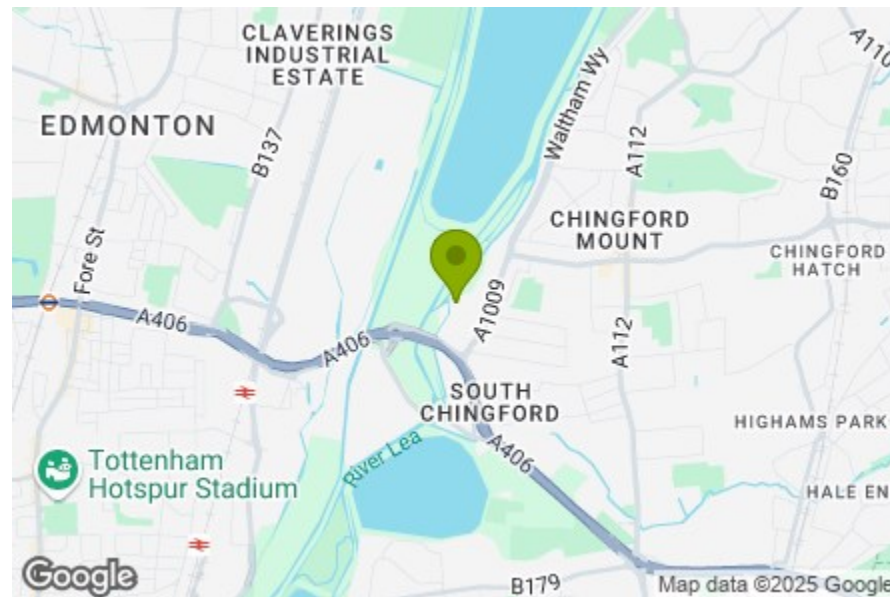 CLAVERINGS
INDUSTRIAL
ESTATE
Waltham Wy
A110
EDMONTON
B137
A112
B160
CHINGFORD
MOUNT
CHINGFORD
HATCH
Fore St
A1009
A406
A406
A112
SOUTH
CHINGFORD
HIGHAMS PARK
River Lea
A406
Tottenham
Hotspur Stadium
HALE EN
Google
B179
Map data ©2025 Google